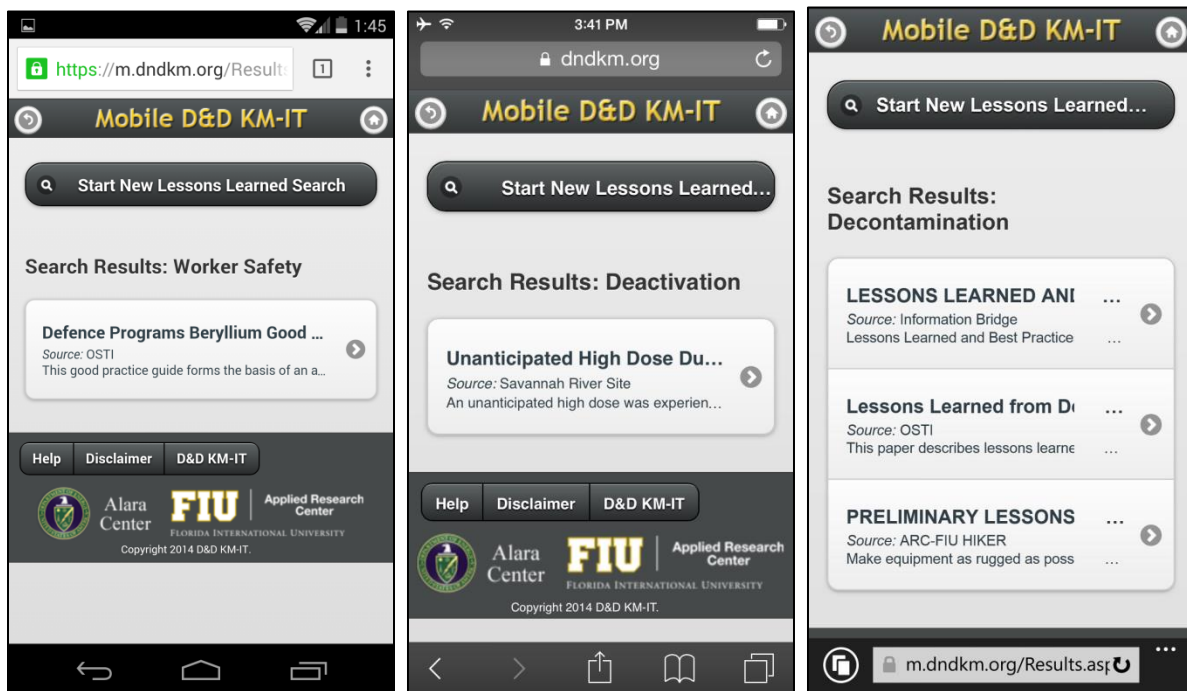 1:45
https://m.dndkm.org/Results
1
Mobile D&D KM-IT
Start New Lessons Learned Search
Search Results: Worker Safety
Defence Programs Beryllium Good ...
Source: OSTI
This good practice guide forms the basis of an a...
Help Disclaimer D&D KM-IT
Alara Center
FIU Applied Research Center
FLORIDA INTERNATIONAL UNIVERSITY
Copyright 2014 D&D KM-IT.
3:41 PM
dndkm.org
Mobile D&D KM-IT
Start New Lessons Learned...
Search Results: Deactivation
Unanticipated High Dose Du...
Source: Savannah River Site
An unanticipated high dose was experien...
Help Disclaimer D&D KM-IT
Alara Center
FIU Applied Research Center
FLORIDA INTERNATIONAL UNIVERSITY
Copyright 2014 D&D KM-IT.
Mobile D&D KM-IT
Start New Lessons Learned...
Search Results:
Decontamination
LESSONS LEARNED AND ...
Source: Information Bridge
Lessons Learned and Best Practice ...
Lessons Learned from De ...
Source: OSTI
This paper describes lessons learne ...
PRELIMINARY LESSONS ...
Source: ARC-FIU HIKER
Make equipment as rugged as poss ...
m.dndkm.org/Results.asp